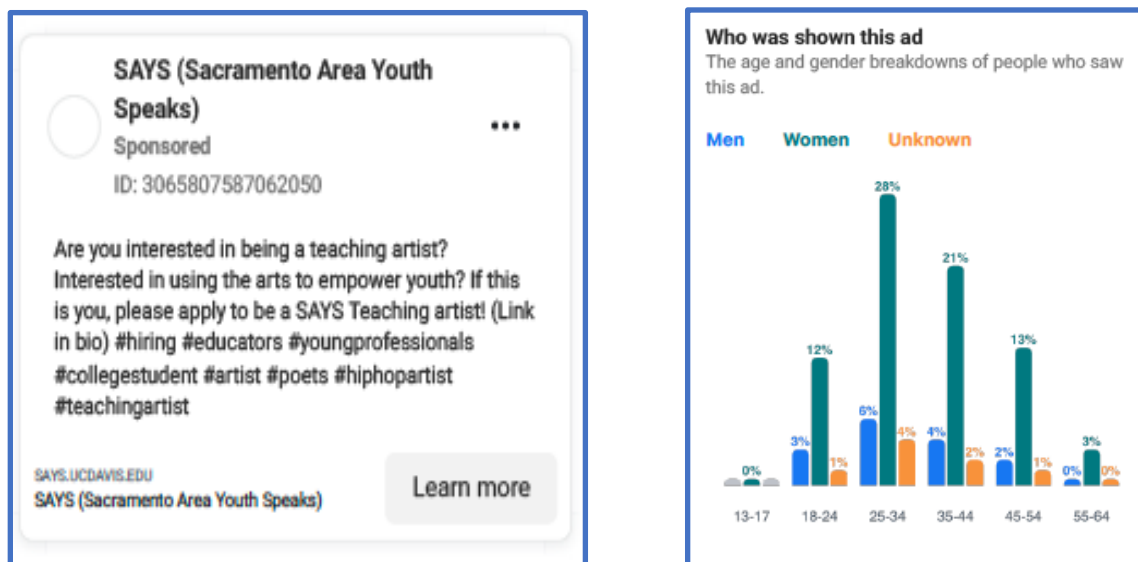 SAYS (Sacramento Area Youth
Speaks)
Sponsored
ID: 3065807587062050
Are you interested in being a teaching artist?
Interested in using the arts to empower youth? If this
is you, please apply to be a SAYS Teaching artist! (Link
in bio) #hiring #educators #youngprofessionals
#collegestudent #artist #poets #hiphopartist
#teachingartist
SAYS.UCDAVIS.EDU
SAYS (Sacramento Area Youth Speaks)
Learn more
Who was shown this ad
The age and gender breakdowns of people who saw
this ad.
Men Women Unknown
28%
21%
12%
13%
6%
4%
4%
3%
2%
2%
3%
0%
1%
1%
0%
0%
13-17 18-24 25-34 35-44 45-54 55-64